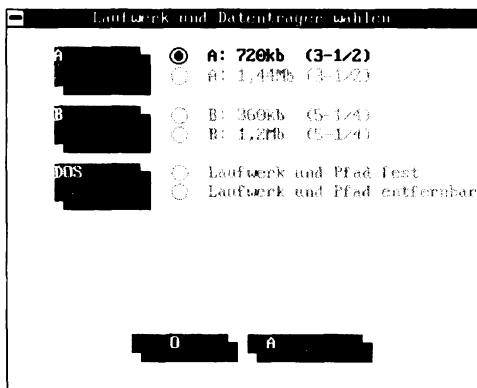 Laufwerk und Datenträger wählen
A
A: 720kb (3-1/2)
A: 1,44Mb (3-1/2)
B
B: 360kb (5-1/4)
B: 1,2Mb (5-1/4)
DOS
Laufwerk und Pfad fest
Laufwerk und Pfad entfernbar
O
A